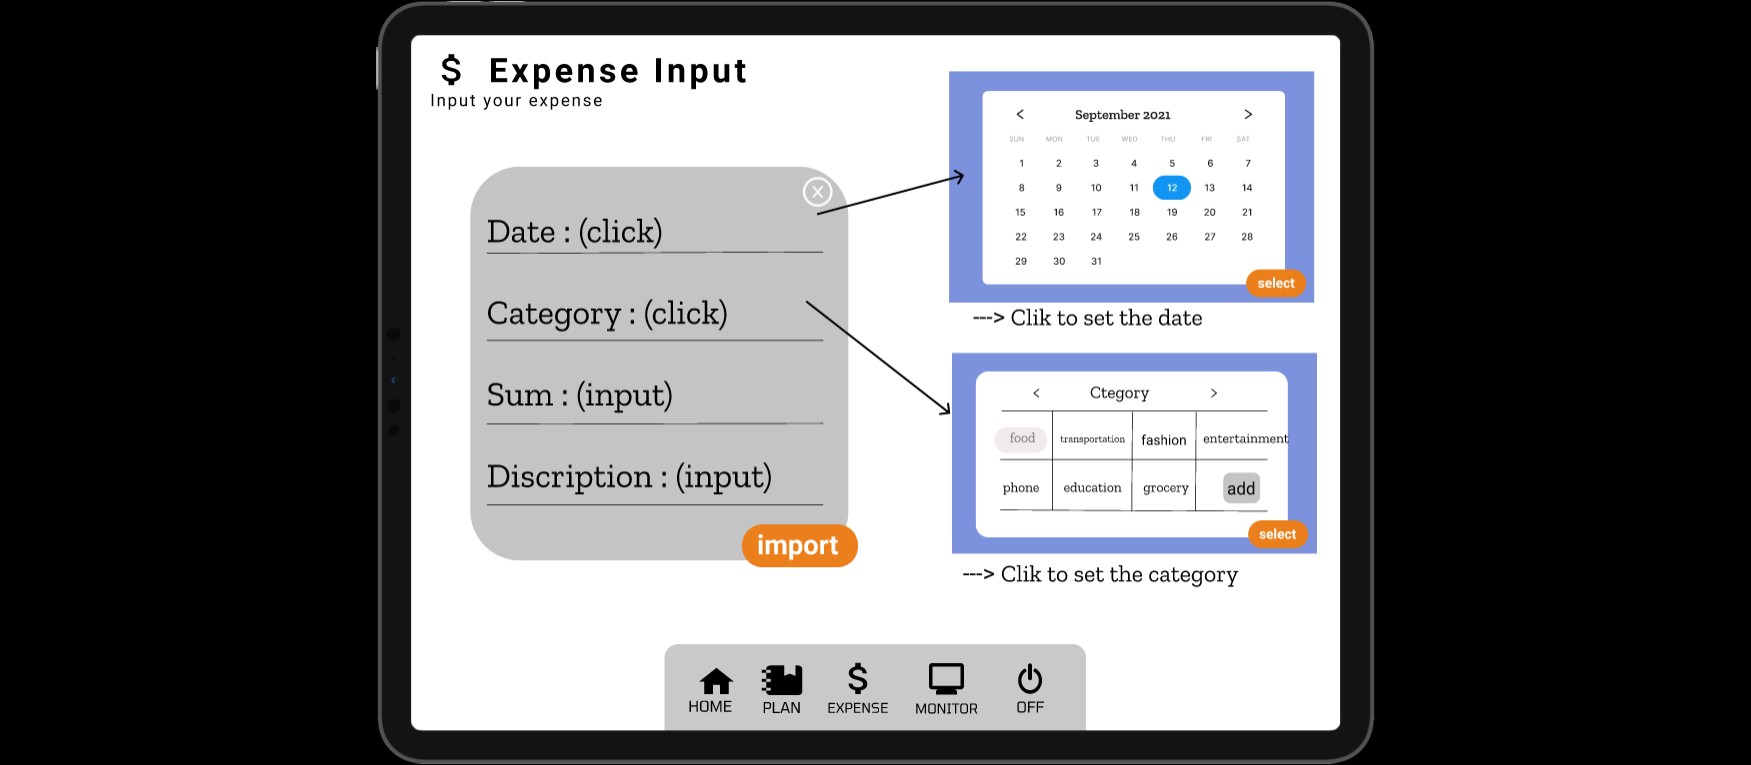 $ Expense Input
Input your expense
Date : (click)
Category : (click)
Sum : (input)
Discription : (input)
import
< September 2021 >
SUN MON TUE WED THU FRI SAT
1 2 3 4 5 6 7
8 9 10 11 12 13 14
15 16 17 18 19 20 21
22 23 24 25 26 27 28
29 30 31
select
---> Clik to set the date
< Ctegory >
food transportation fashion entertainment
phone education grocery add
select
---> Clik to set the category
HOME PLAN EXPENSE MONITOR OFF